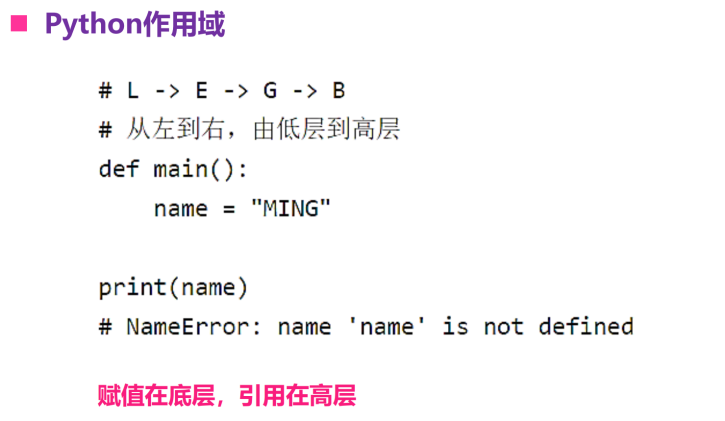 Python作用域
# L -> E -> G -> B
# 从左到右，由低层到高层
def main():
    name = "MING"
print(name)
# NameError: name 'name' is not defined
赋值在底层，引用在高层